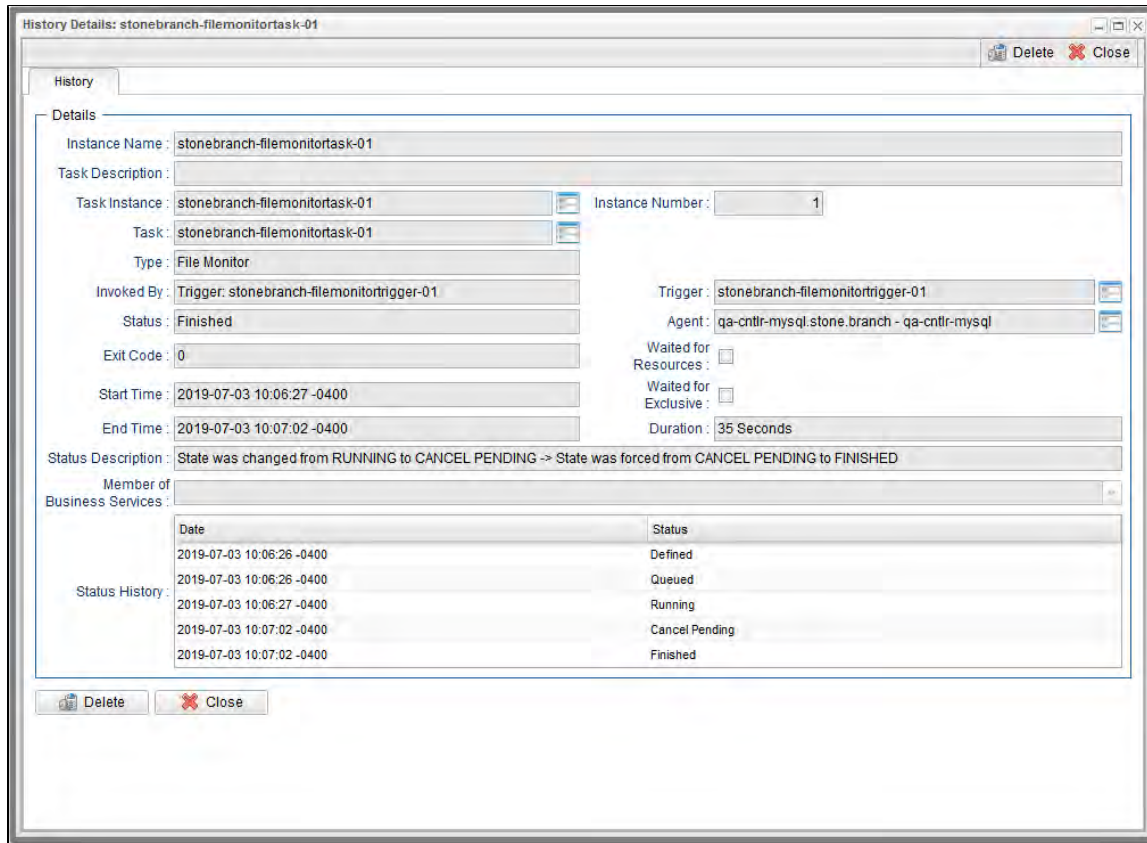 History Details: stonebranch-filemonitortask-01
Delete Close
History
Details
Instance Name : stonebranch-filemonitortask-01
Task Description :
Task Instance : stonebranch-filemonitortask-01 Instance Number : 1
Task : stonebranch-filemonitortask-01
Type : File Monitor
Invoked By : Trigger: stonebranch-filemonitortrigger-01 Trigger : stonebranch-filemonitortrigger-01
Status : Finished Agent : qa-cntlr-mysql.stone.branch - qa-cntlr-mysql
Exit Code : 0 Waited for
Resources :
Start Time : 2019-07-03 10:06:27 -0400 Waited for
Exclusive :
End Time : 2019-07-03 10:07:02 -0400 Duration : 35 Seconds
Status Description : State was changed from RUNNING to CANCEL PENDING -> State was forced from CANCEL PENDING to FINISHED
Member of
Business Services :
Date Status
2019-07-03 10:06:26 -0400 Defined
2019-07-03 10:06:26 -0400 Queued
Status History :
2019-07-03 10:06:27 -0400 Running
2019-07-03 10:07:02 -0400 Cancel Pending
2019-07-03 10:07:02 -0400 Finished
Delete Close